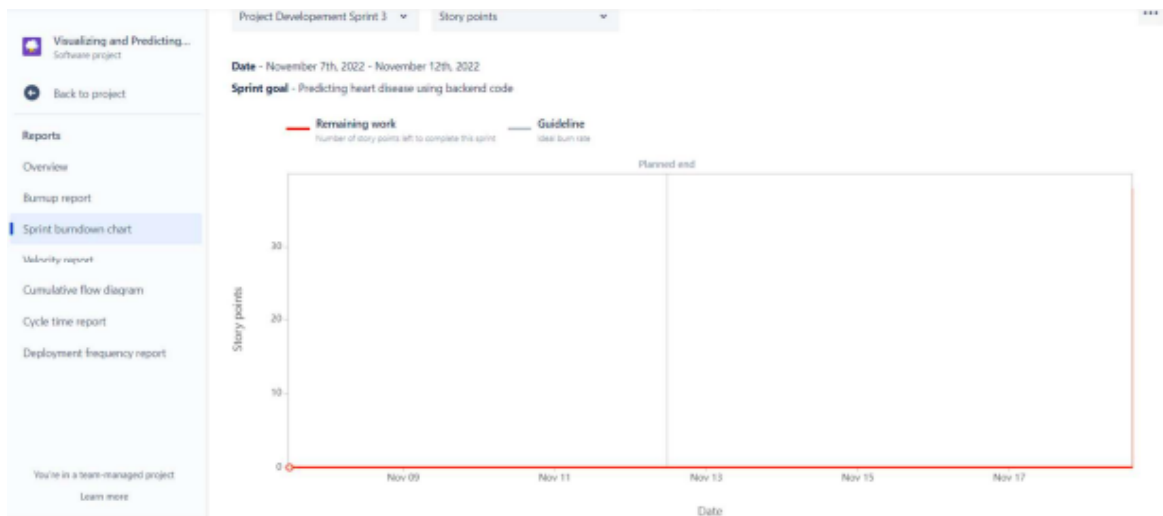 Project Developement Sprint 3
Story points
Visualizing and Predicting...
Software project
Back to project
Reports
Overview
Burnup report
Sprint burndown chart
Velocity report
Cumulative flow diagram
Cycle time report
Deployment frequency report
You're in a team-managed project
Learn more
Date - November 7th, 2022 - November 12th, 2022
Sprint goal - Predicting heart disease using backend code
Remaining work
Number of story points left to complete this sprint
Guideline
Ideal burn rate
Planned end
Story points
30
20
10
0
Nov 09
Nov 11
Nov 13
Nov 15
Nov 17
Date